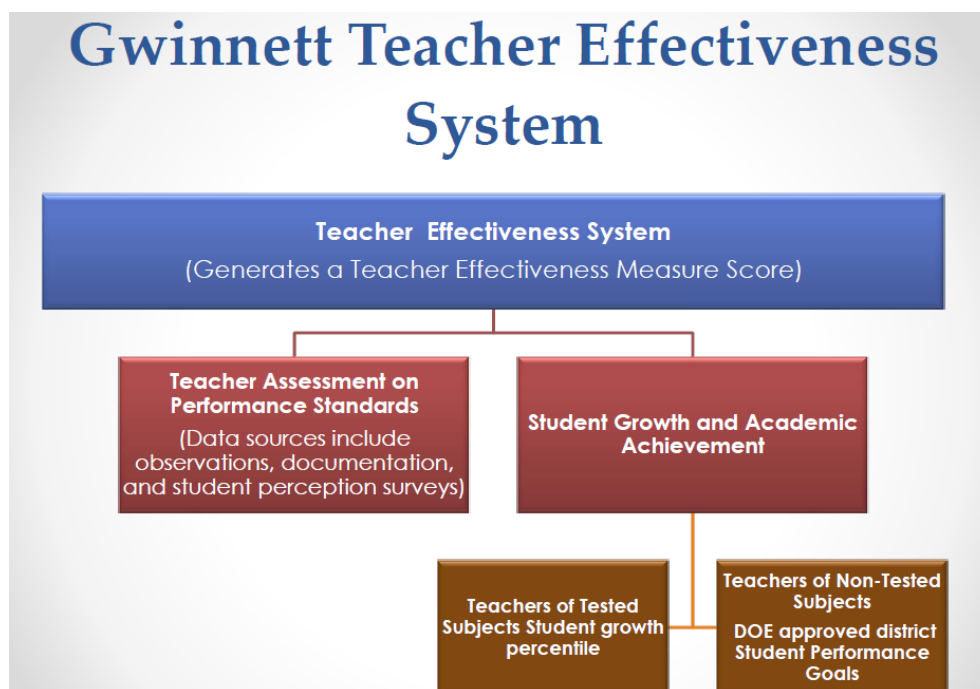 Gwinnett Teacher Effectiveness
System
Teacher Effectiveness System
(Generates a Teacher Effectiveness Measure Score)
Teacher Assessment on
Performance Standards
(Data sources include
observations, documentation,
and student perception surveys)
Student Growth and Academic
Achievement
Teachers of Tested
Subjects Student growth
percentile
Teachers of Non-Tested
Subjects
DOE approved district
Student Performance
Goals